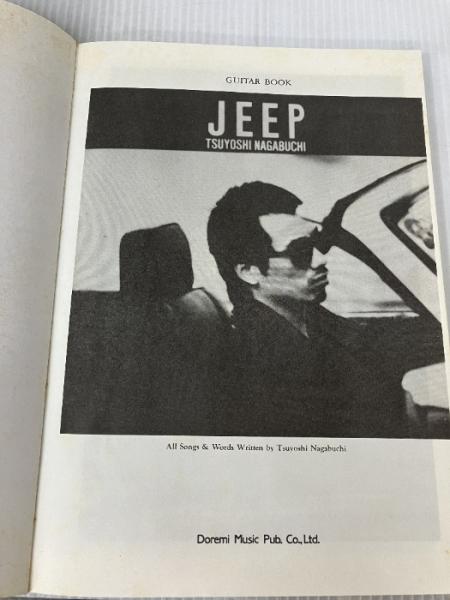 GUITAR BOOK
JEEP
TSUYOSHI NAGABUCHI
All Songs & Words Written by Tsuyoshi Nagabuchi
Doremi Music Pub. Co.,Ltd.